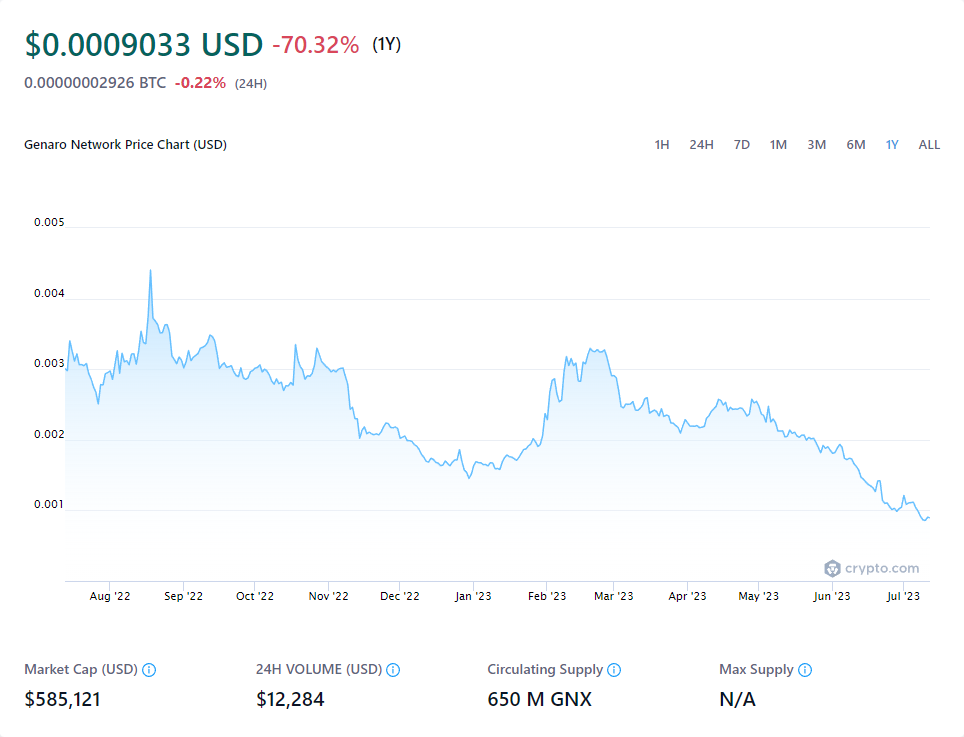 $0.0009033 USD -70.32% (1Y)
0.00000002926 BTC -0.22% (24H)
Genaro Network Price Chart (USD) 1H 24H 7D 1M 3M 6M 1Y ALL
0.005
0.004
0.003
0.002
0.001
crypto.com
Aug '22 Sep '22 Oct '22 Nov '22 Dec '22 Jan '23 Feb '23 Mar '23 Apr '23 May '23 Jun '23 Jul '23
Market Cap (USD) 24H VOLUME (USD) Circulating Supply Max Supply
$585,121 $12,284 650 M GNX N/A